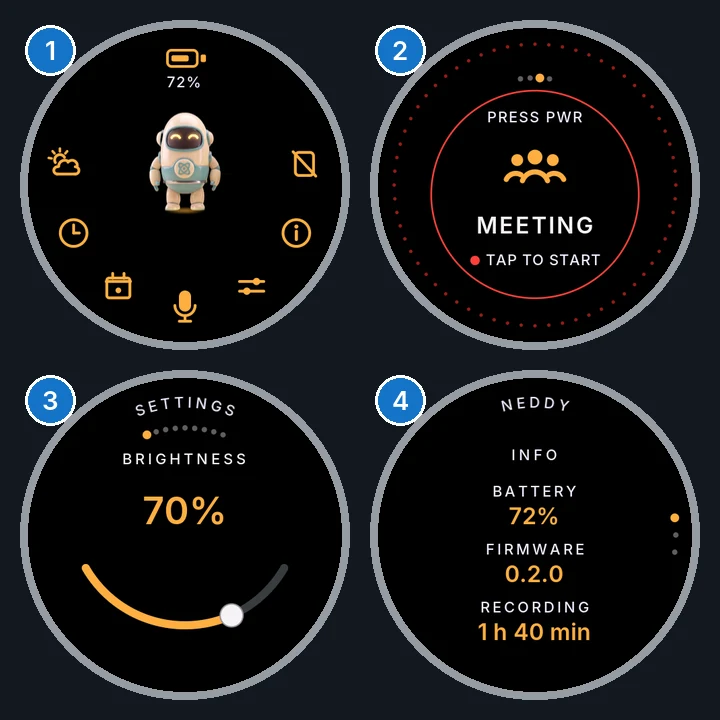 1
72%
2
PRESS PWR
MEETING
TAP TO START
3
SETTINGS
BRIGHTNESS
70%
4
NEDDY
INFO
BATTERY
72%
FIRMWARE
0.2.0
RECORDING
1 h 40 min